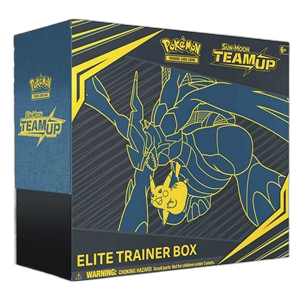 Pokémon
TRADING CARD GAME
SUN & MOON
TEAM UP
6+
Pokémon
SUN & MOON
TEAM UP
ELITE TRAINER BOX
WARNING: CHOKING HAZARD-Small parts. Not for children under 3 years.